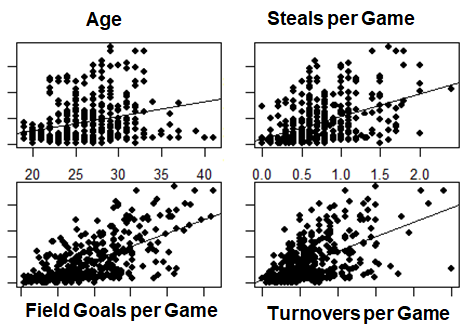 Age
Steals per Game
20 25 30 35 40
0.0 0.5 1.0 1.5 2.0
Field Goals per Game
Turnovers per Game